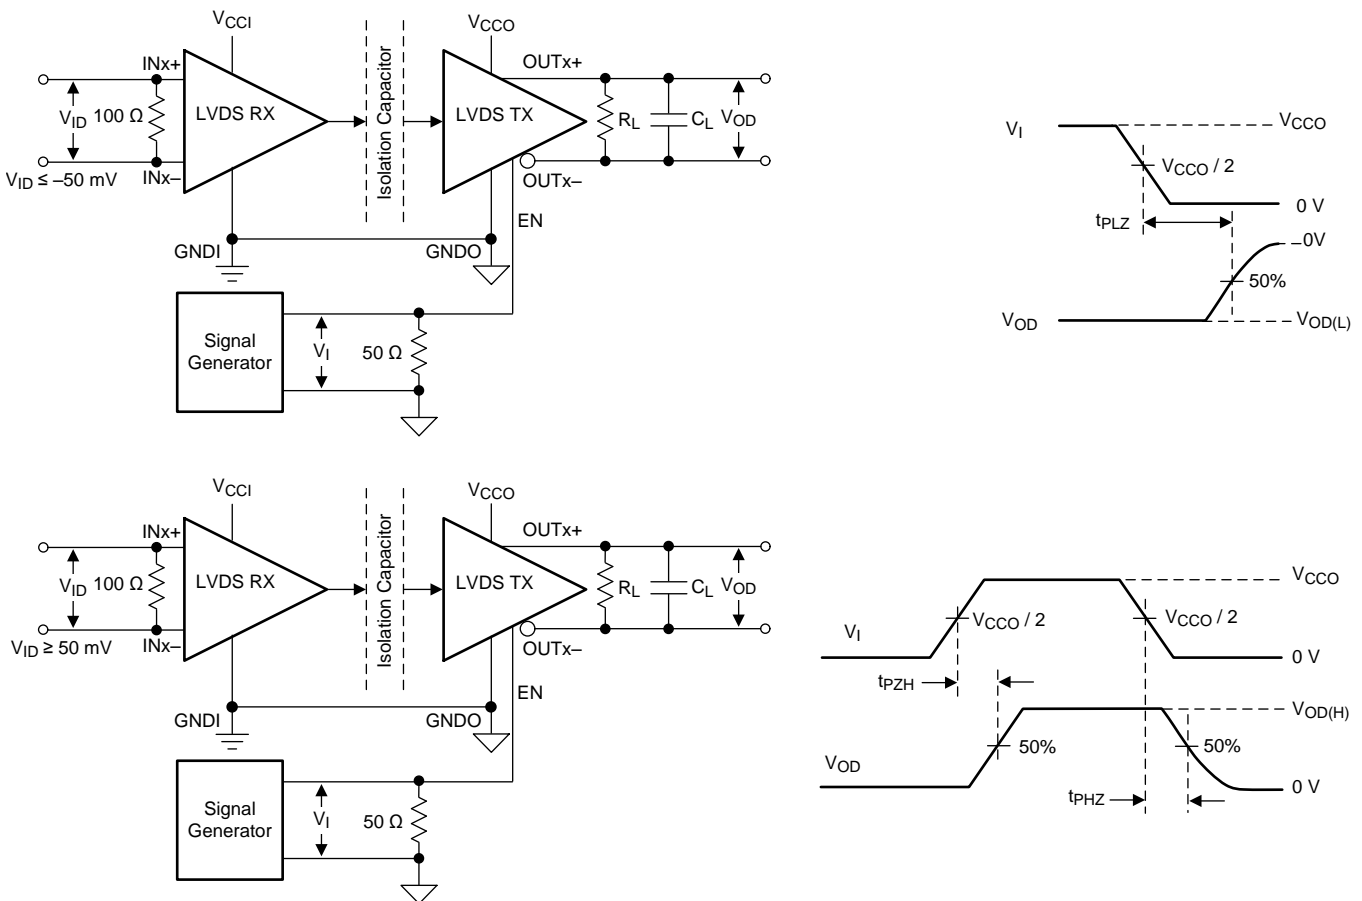 VCCI
VCCO
INx+
OUTx+
VID
100 Ω
LVDS RX
Isolation Capacitor
LVDS TX
RL
CL
VOD
VID ≤ –50 mV
INx–
OUTx–
EN
GNDI
GNDO
Signal
Generator
VI
50 Ω
VI
VCCO
VCCO / 2
0 V
tPLZ
0V
50%
VOD
VOD(L)
VCCI
VCCO
INx+
OUTx+
VID
100 Ω
LVDS RX
Isolation Capacitor
LVDS TX
RL
CL
VOD
VID ≥ 50 mV
INx–
OUTx–
EN
GNDI
GNDO
Signal
Generator
VI
50 Ω
VCCO
VI
VCCO / 2
VCCO / 2
0 V
tPZH
VOD(H)
50%
50%
VOD
0 V
tPHZ